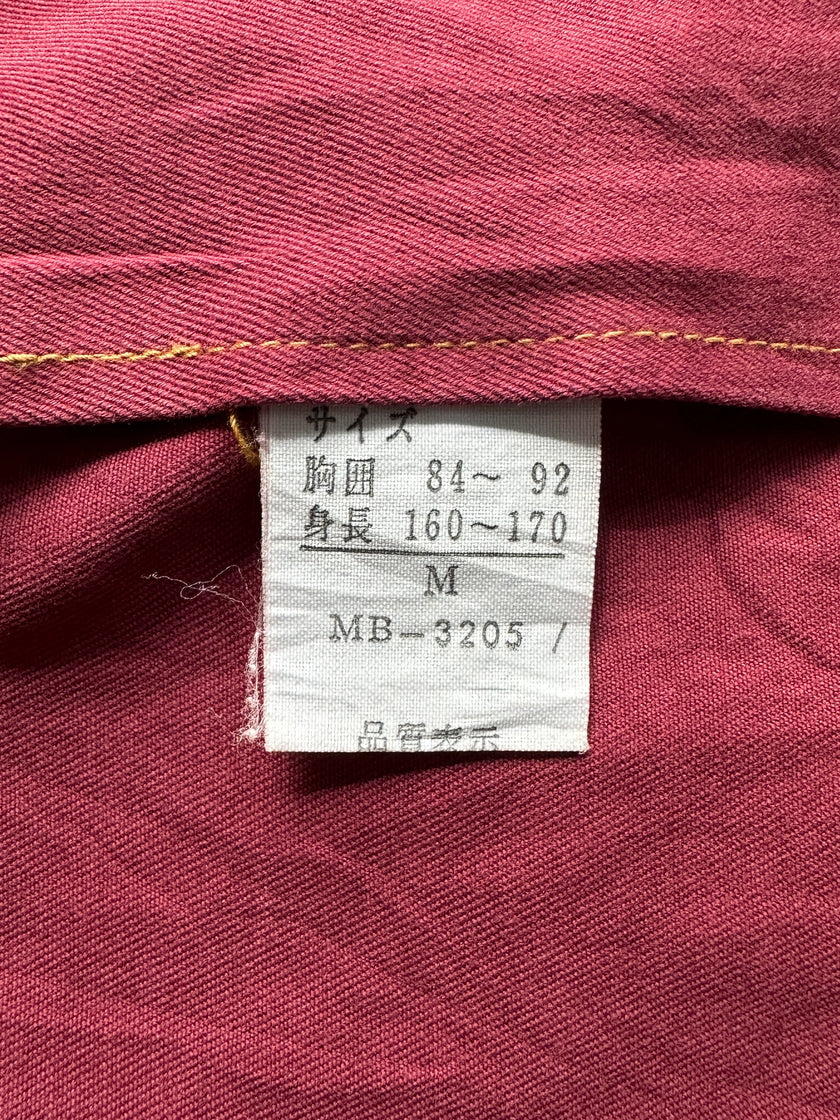 サイズ
胸囲 84～ 92
身長 160～170
M
MB-3205 /
品質表示